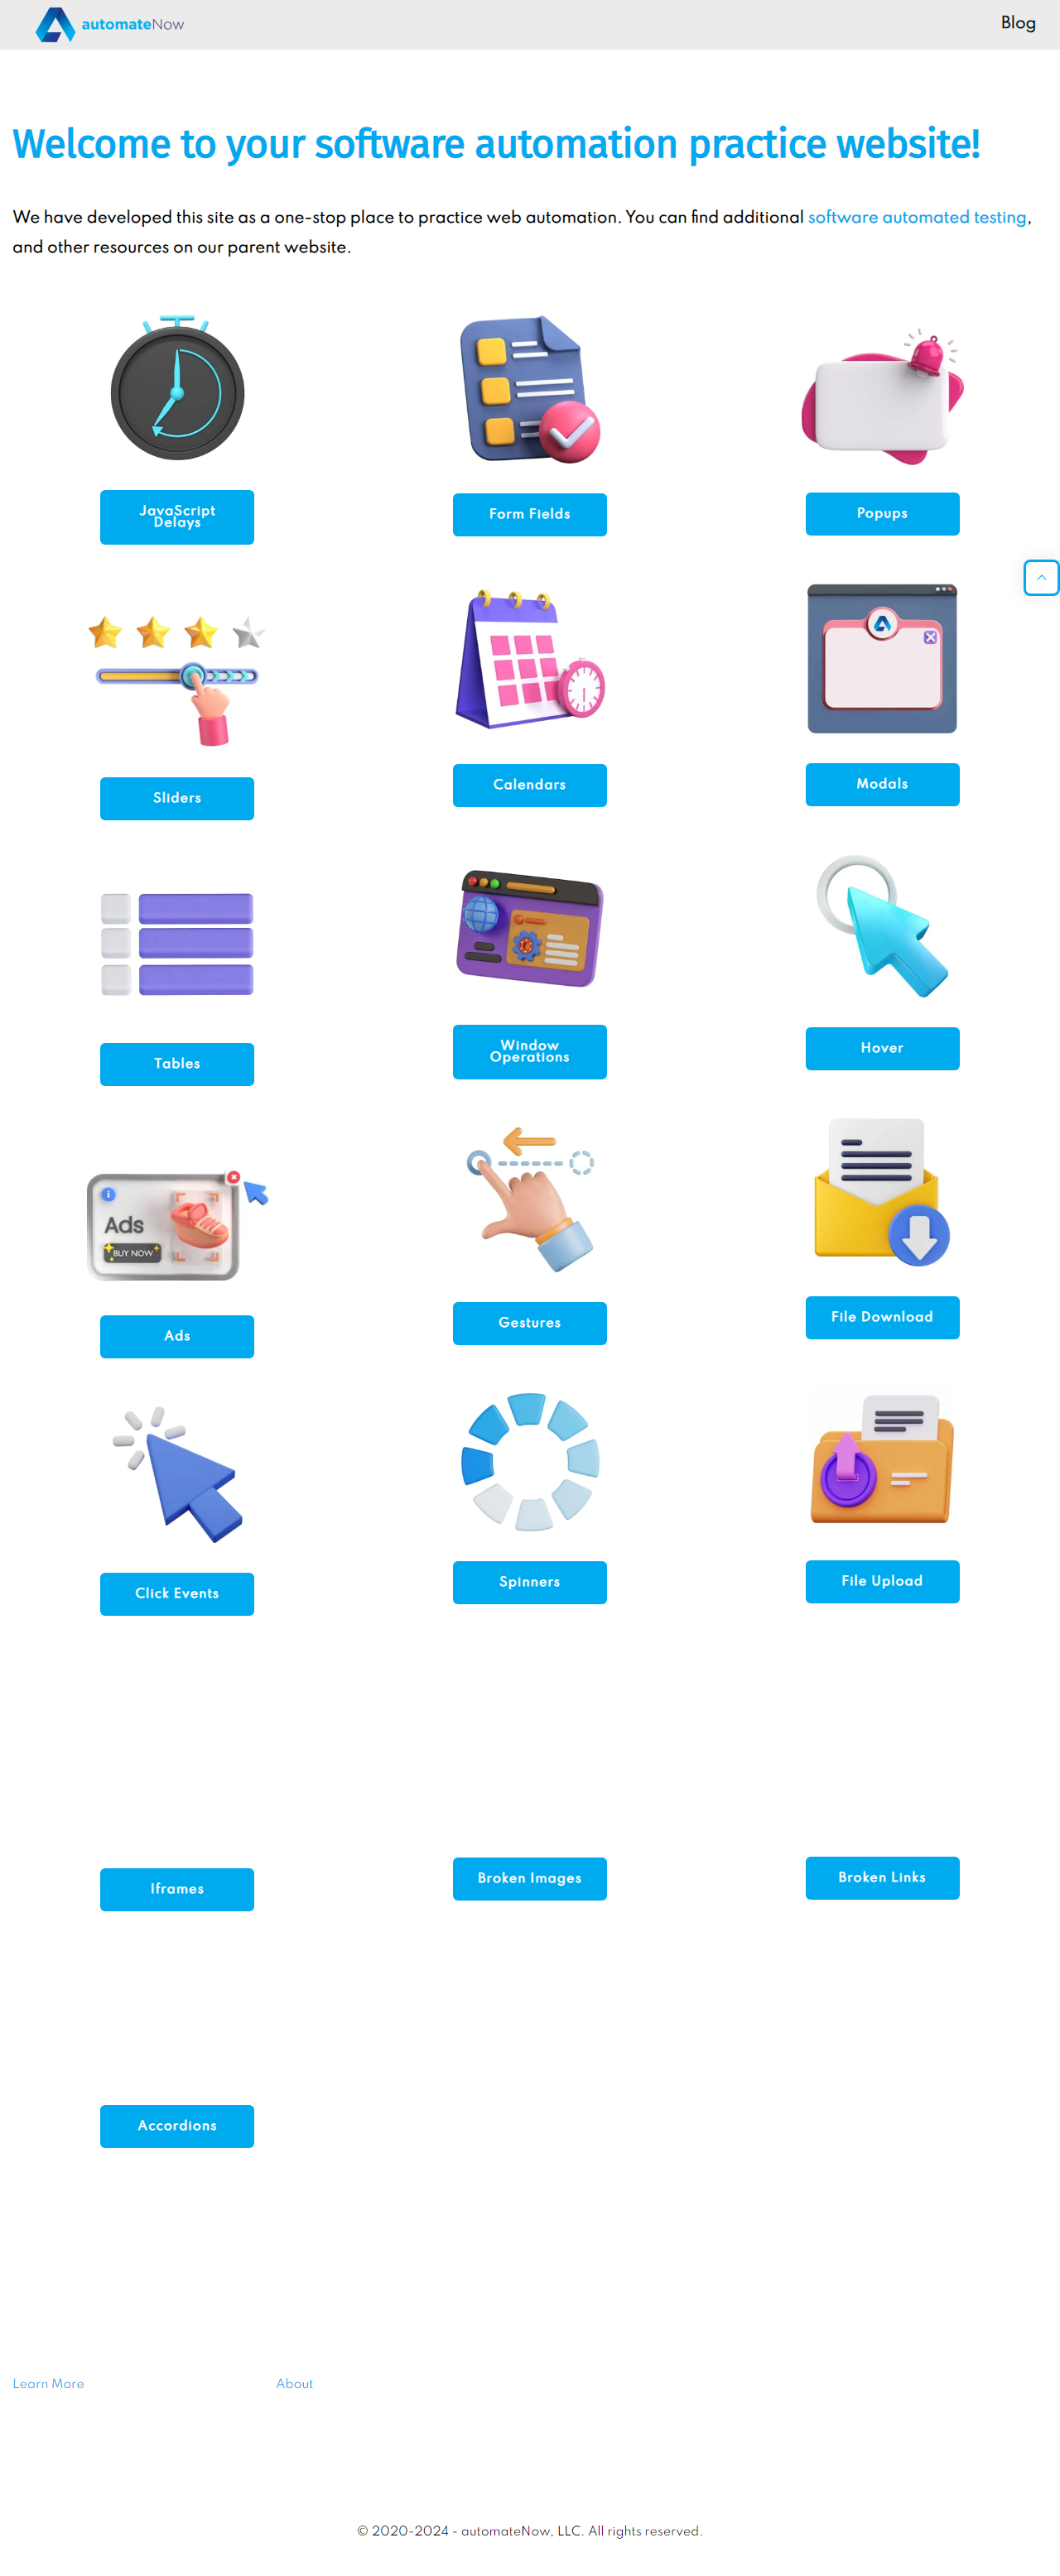 automateNow
Blog
Welcome to your software automation practice website!
We have developed this site as a one-stop place to practice web automation. You can find additional software automated testing,
and other resources on our parent website.
JavaScript
Delays
Form Fields
Popups
Sliders
Calendars
Modals
Tables
Window
Operations
Hover
i
Ads
BUY NOW
Ads
Gestures
File Download
Click Events
Spinners
File Upload
Iframes
Broken Images
Broken Links
Accordions
Learn More
About
© 2020-2024 - automateNow, LLC. All rights reserved.